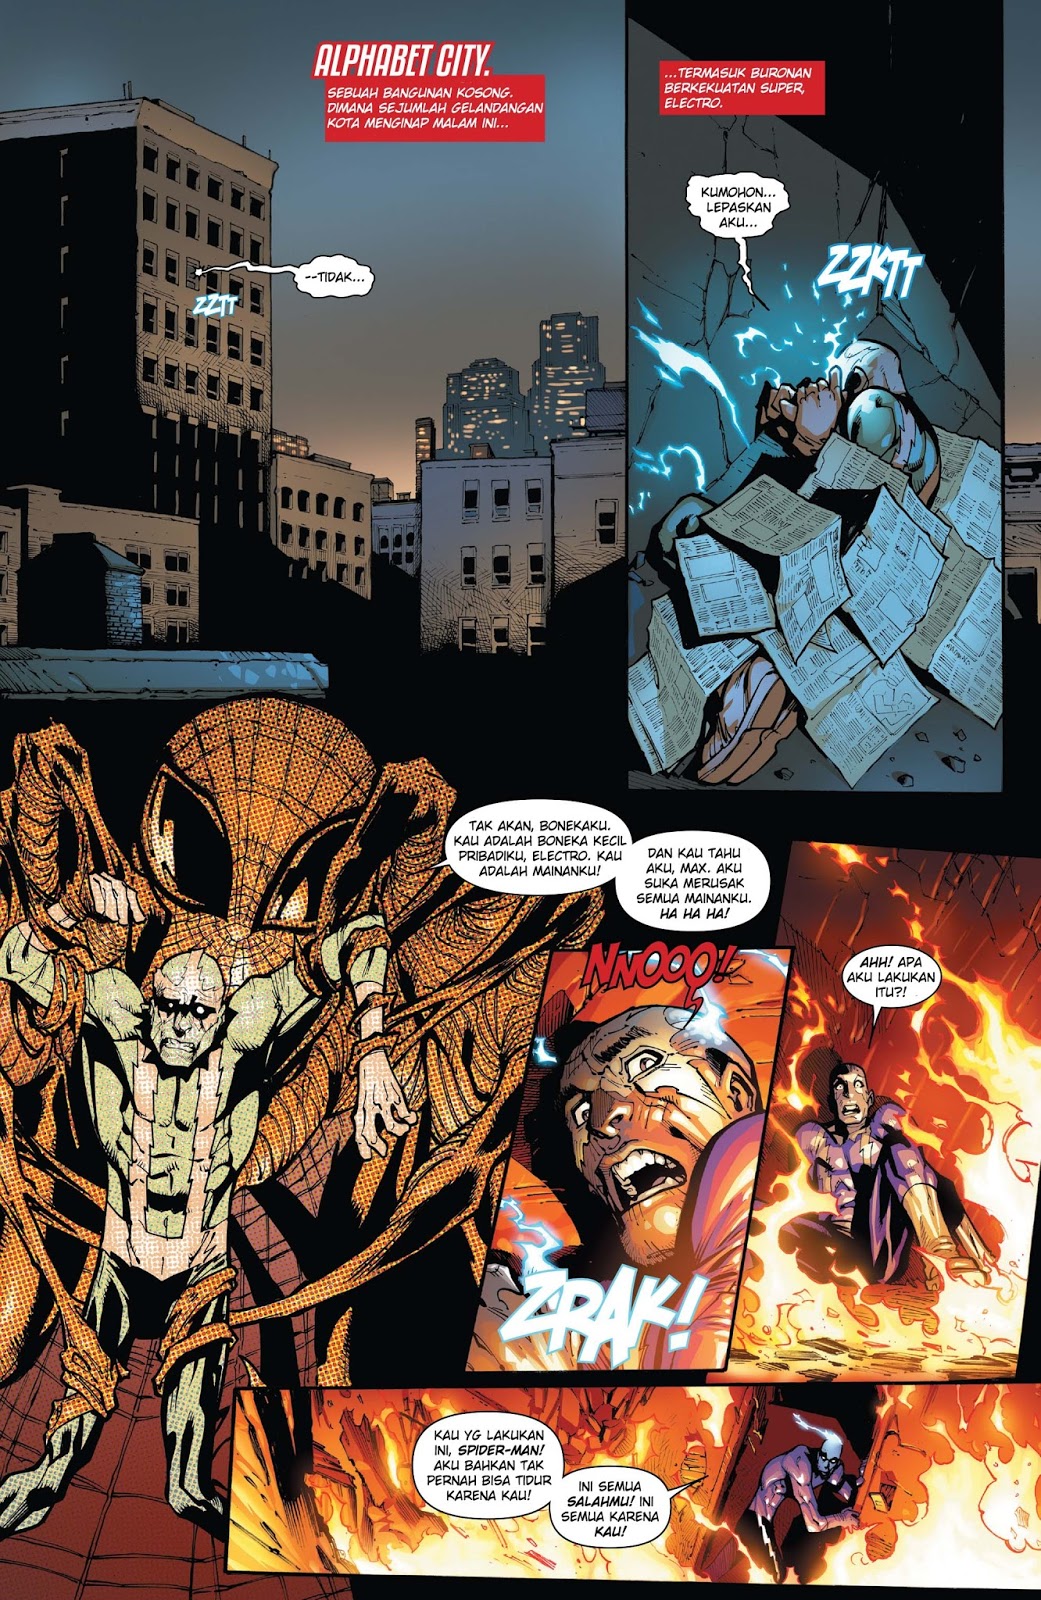 ALPHABET CITY.
SEBUAH BANGUNAN KOSONG.
DIMANA SEJUMLAH GELANDANGAN
KOTA MENGINAP MALAM INI...
--TIDAK...
ZZTT
...TERMASUK BURONAN
BERKEKUATAN SUPER,
ELECTRO.
KUMOHON...
LEPASKAN
AKU...
ZZKTT
TAK AKAN, BONEKAKU.
KAU ADALAH BONEKA KECIL
PRIBADIKU, ELECTRO. KAU
ADALAH MAINANKU!
DAN KAU TAHU
AKU, MAX. AKU
SUKA MERUSAK
SEMUA MAINANKU.
HA HA HA!
NNOOO!
ZRAK!
AHH! APA
AKU LAKUKAN
ITU?!
KAU YG LAKUKAN
INI, SPIDER-MAN!
AKU BAHKAN TAK
PERNAH BISA TIDUR
KARENA KAU!
INI SEMUA
SALAHMU! INI
SEMUA KARENA
KAU!